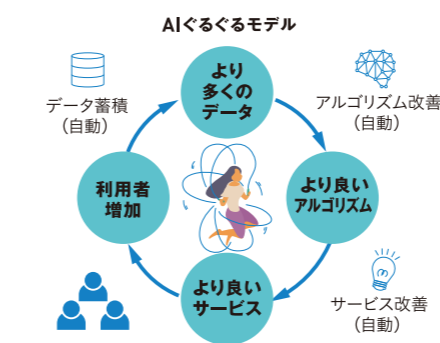 AIぐるぐるモデル
より
多くの
データ
データ蓄積
（自動）
アルゴリズム改善
（自動）
利用者
増加
より良い
アルゴリズム
より良い
サービス
サービス改善
（自動）